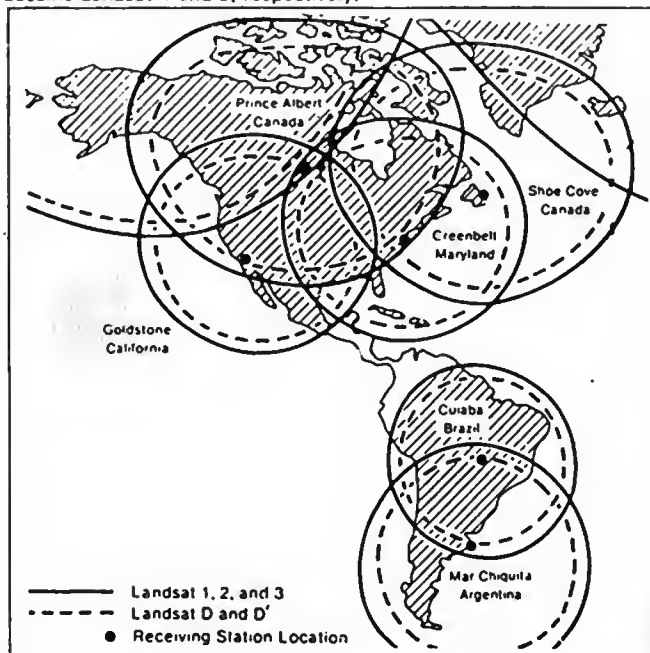 Prince Albert
Canada
Shoe Cove
Canada
Greenbelt
Maryland
Goldstone
California
Cuiaba
Brazil
Mar Chiquita
Argentina
Landsat 1, 2, and 3
Landsat D and D'
Receiving Station Location